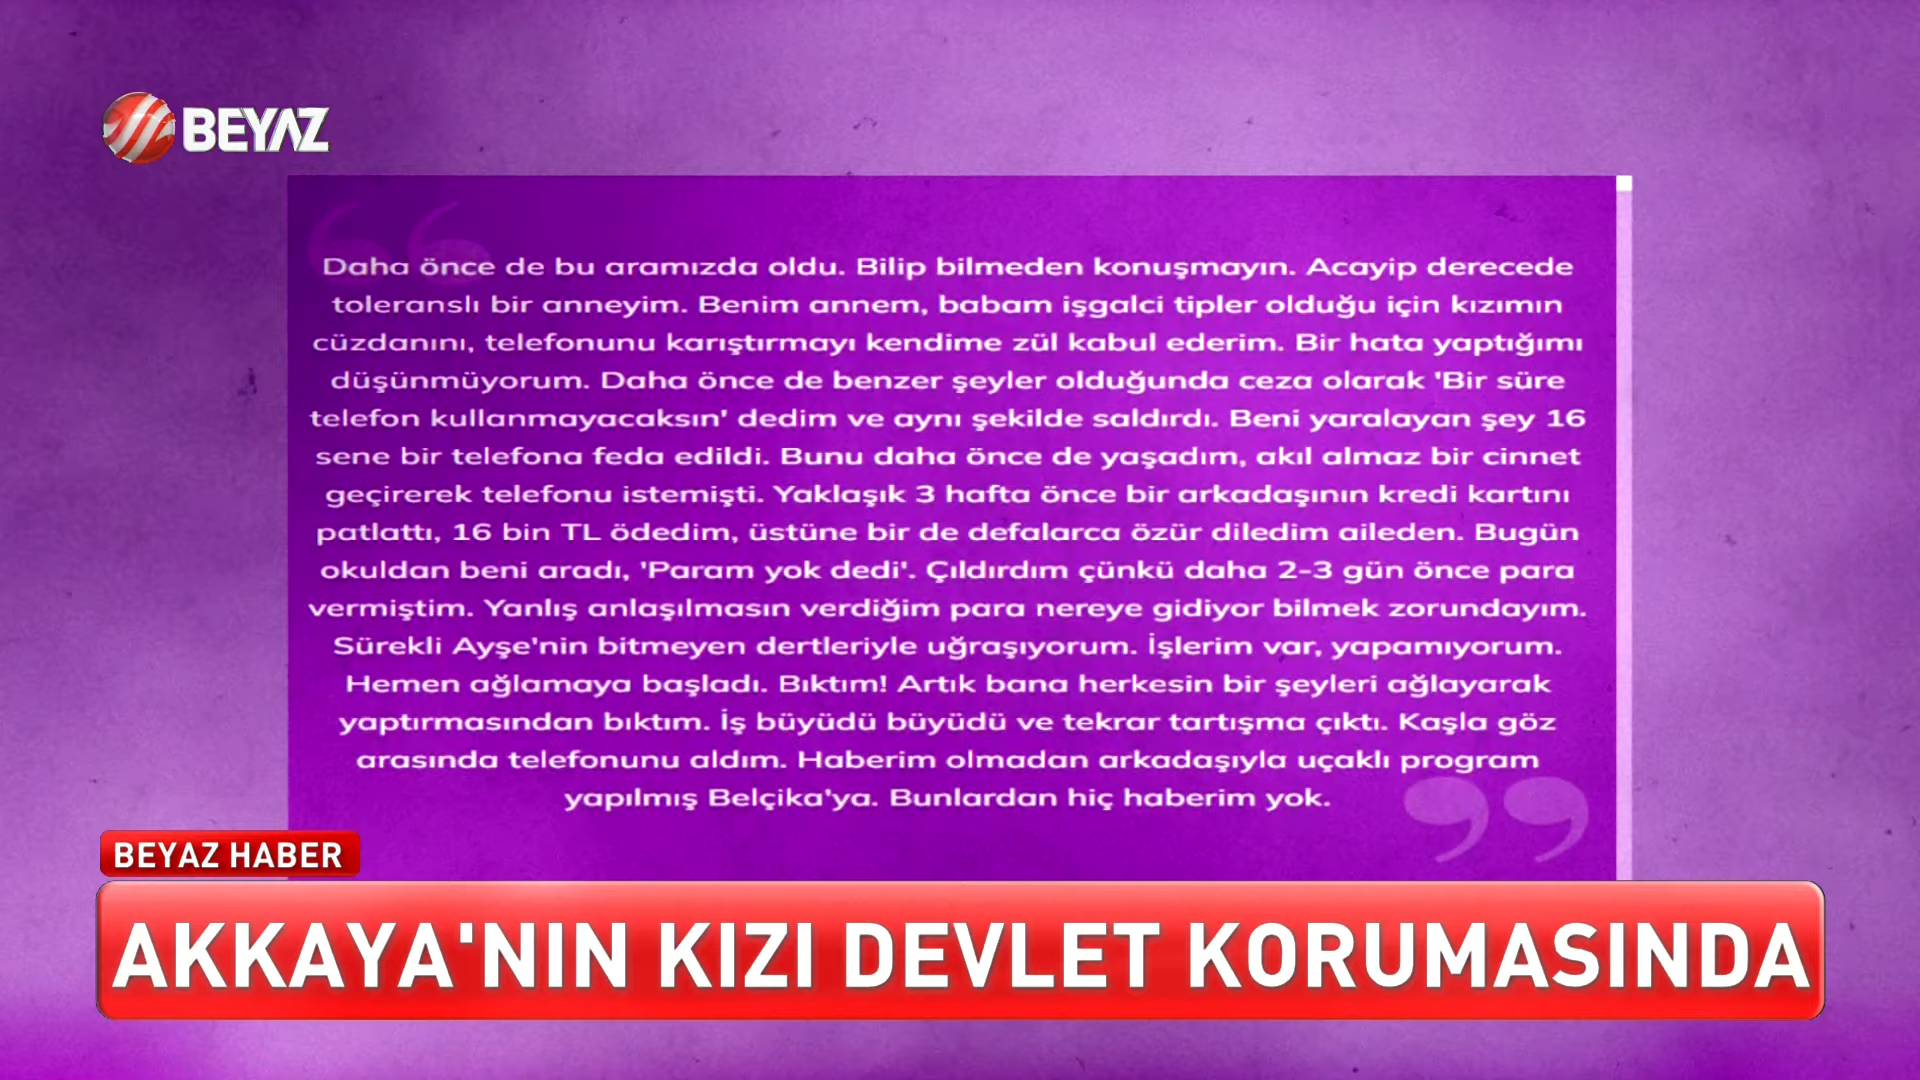 BEYAZ
Daha önce de bu aramızda oldu. Bilip bilmeden konuşmayın. Acayip derecede
toleranslı bir anneyim. Benim annem, babam işgalci tipler olduğu için kızımın
cüzdanını, telefonunu karıştırmayı kendime zül kabul ederim. Bir hata yaptığımı
düşünmüyorum. Daha önce de benzer şeyler olduğunda ceza olarak 'Bir süre
telefon kullanmayacaksın' dedim ve aynı şekilde saldırdı. Beni yaralayan şey 16
sene bir telefona feda edildi. Bunu daha önce de yaşadım, akıl almaz bir cinnet
geçirerek telefonu istemişti. Yaklaşık 3 hafta önce bir arkadaşının kredi kartını
patlattı, 16 bin TL ödedim, üstüne bir de defalarca özür diledim aileden. Bugün
okuldan beni aradı, 'Param yok dedi'. Çıldırdım çünkü daha 2-3 gün önce para
vermiştim. Yanlış anlaşılmasın verdiğim para nereye gidiyor bilmek zorundayım.
Sürekli Ayşe'nin bitmeyen dertleriyle uğraşıyorum. İşlerim var, yapamıyorum.
Hemen ağlamaya başladı. Bıktım! Artık bana herkesin bir şeyleri ağlayarak
yaptırmasından bıktım. İş büyüdü büyüdü ve tekrar tartışma çıktı. Kaşla göz
arasında telefonunu aldım. Haberim olmadan arkadaşıyla uçaklı program
yapılmış Belçika'ya. Bunlardan hiç haberim yok.
BEYAZ HABER
AKKAYA'NIN KIZI DEVLET KORUMASINDA